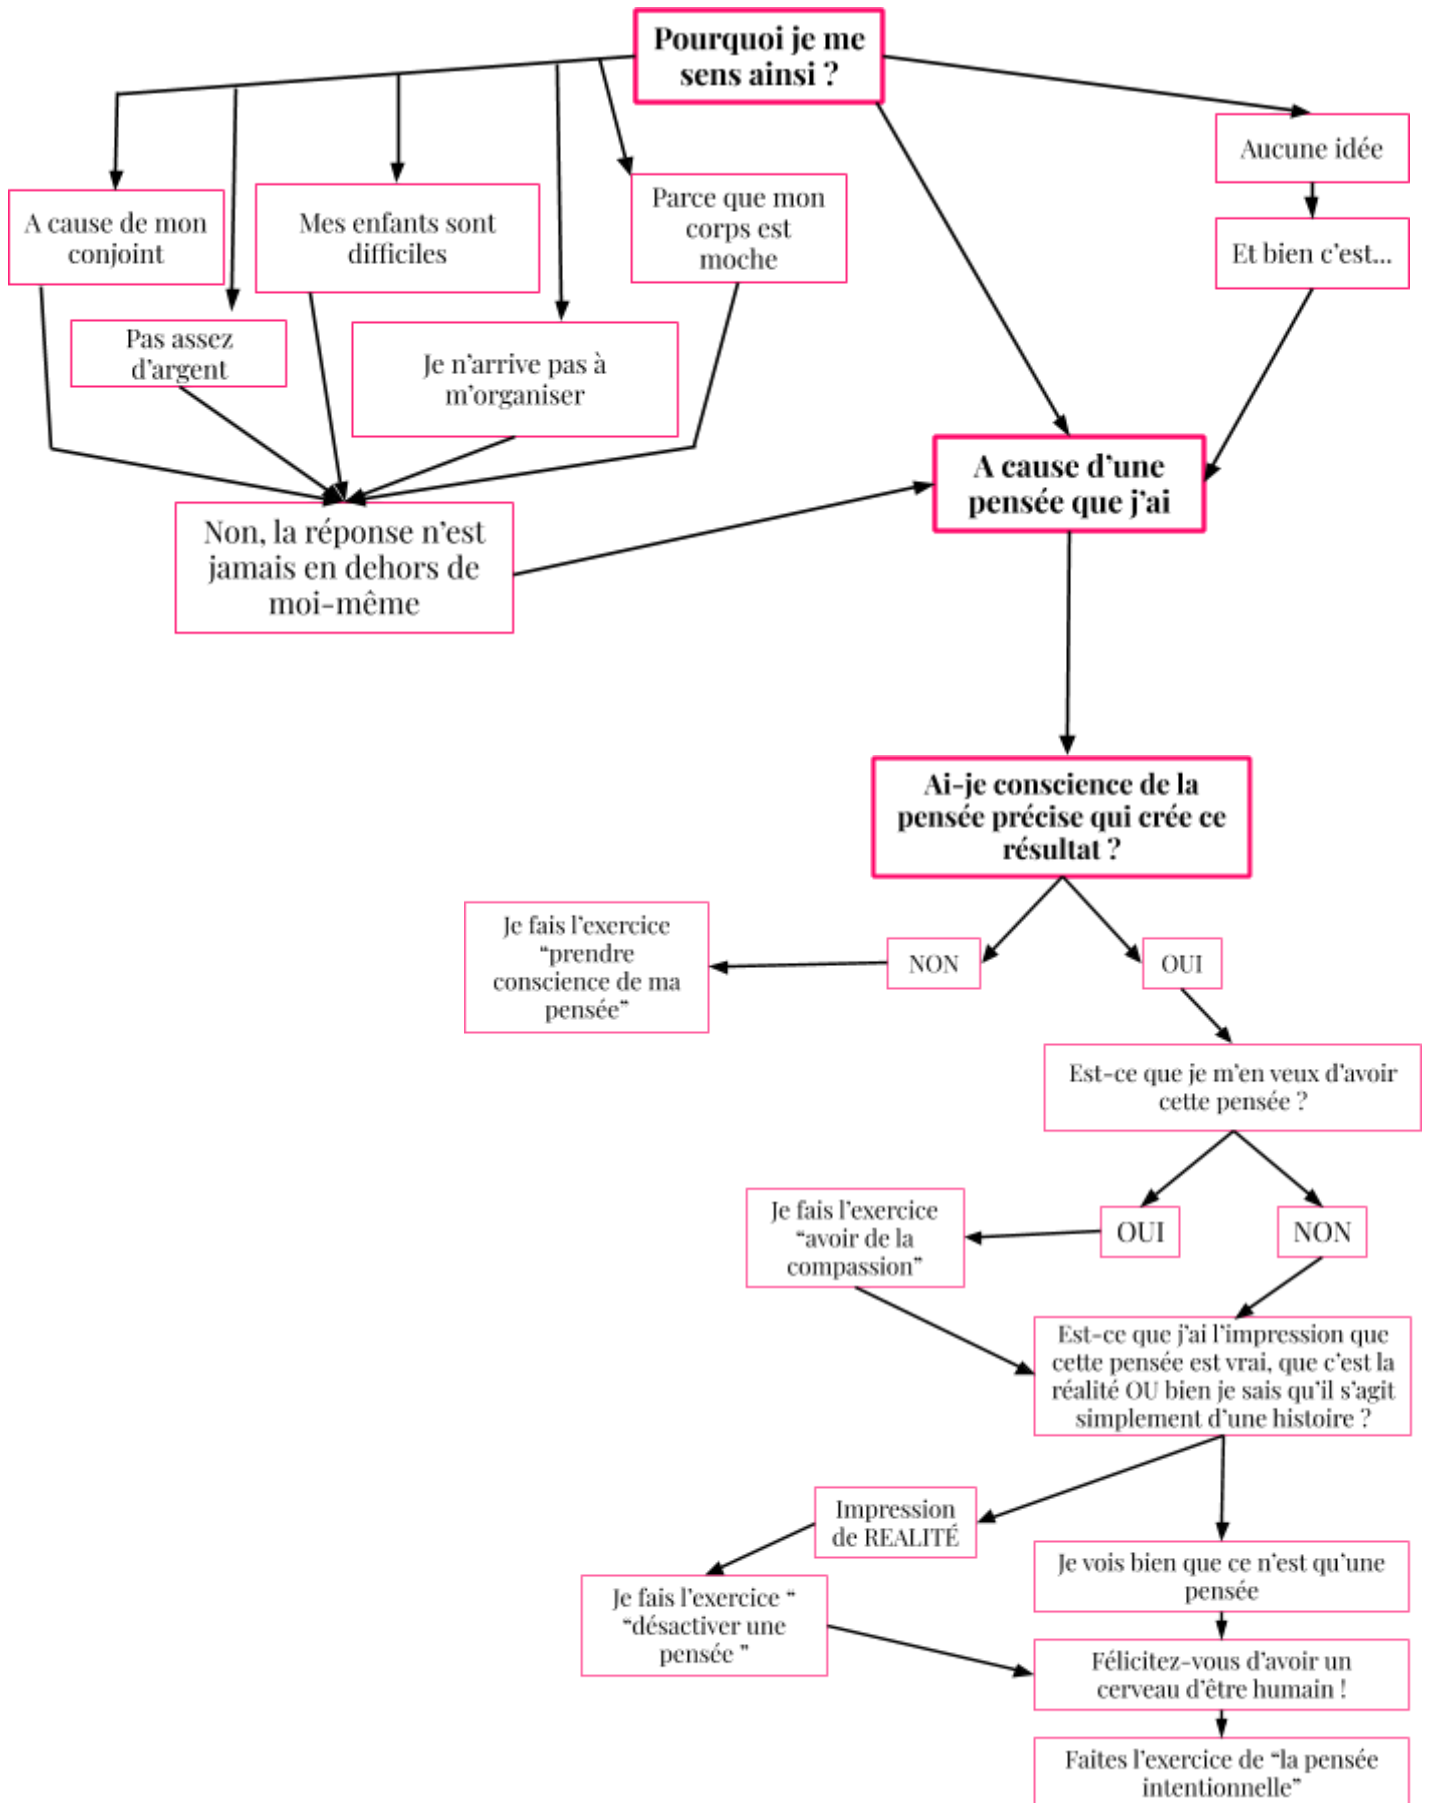 Pourquoi je me
sens ainsi ?
Aucune idée
A cause de mon
conjoint
Mes enfants sont
difficiles
Parce que mon
corps est
moche
Et bien c’est...
Pas assez
d’argent
Je n’arrive pas à
m’organiser
A cause d’une
pensée que j’ai
Non, la réponse n’est
jamais en dehors de
moi-même
Ai-je conscience de la
pensée précise qui crée ce
résultat ?
Je fais l’exercice
“prendre
conscience de ma
pensée”
NON
OUI
Est-ce que je m’en veux d’avoir
cette pensée ?
Je fais l’exercice
“avoir de la
compassion”
OUI
NON
Est-ce que j’ai l’impression que
cette pensée est vrai, que c’est la
réalité OU bien je sais qu’il s’agit
simplement d’une histoire ?
Impression
de REALITÉ
Je vois bien que ce n’est qu’une
pensée
Je fais l’exercice “
“désactiver une
pensée ”
Félicitez-vous d’avoir un
cerveau d’être humain !
Faites l’exercice de “la pensée
intentionnelle”